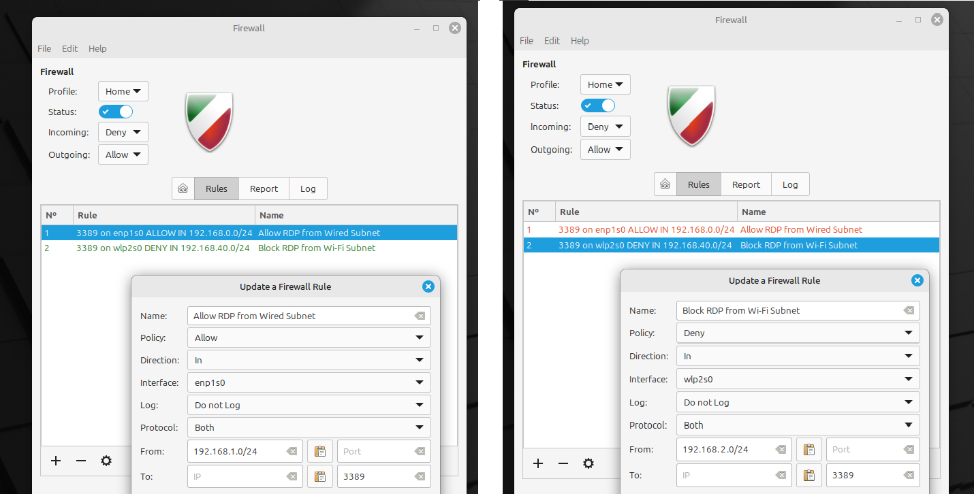 Firewall
File Edit Help
Firewall
Profile: Home
Status:
Incoming: Deny
Outgoing: Allow
Rules Report Log
Nº Rule Name
1 3389 on enp1s0 ALLOW IN 192.168.0.0/24 Allow RDP from Wired Subnet
2 3389 on wlp2s0 DENY IN 192.168.40.0/24 Block RDP from Wi-Fi Subnet
Update a Firewall Rule
Name: Allow RDP from Wired Subnet
Policy: Allow
Direction: In
Interface: enp1s0
Log: Do not Log
Protocol: Both
From: 192.168.1.0/24 Port
To: IP 3389
Firewall
File Edit Help
Firewall
Profile: Home
Status:
Incoming: Deny
Outgoing: Allow
Rules Report Log
Nº Rule Name
1 3389 on enp1s0 ALLOW IN 192.168.0.0/24 Allow RDP from Wired Subnet
2 3389 on wlp2s0 DENY IN 192.168.40.0/24 Block RDP from Wi-Fi Subnet
Update a Firewall Rule
Name: Block RDP from Wi-Fi Subnet
Policy: Deny
Direction: In
Interface: wlp2s0
Log: Do not Log
Protocol: Both
From: 192.168.2.0/24 Port
To: IP 3389